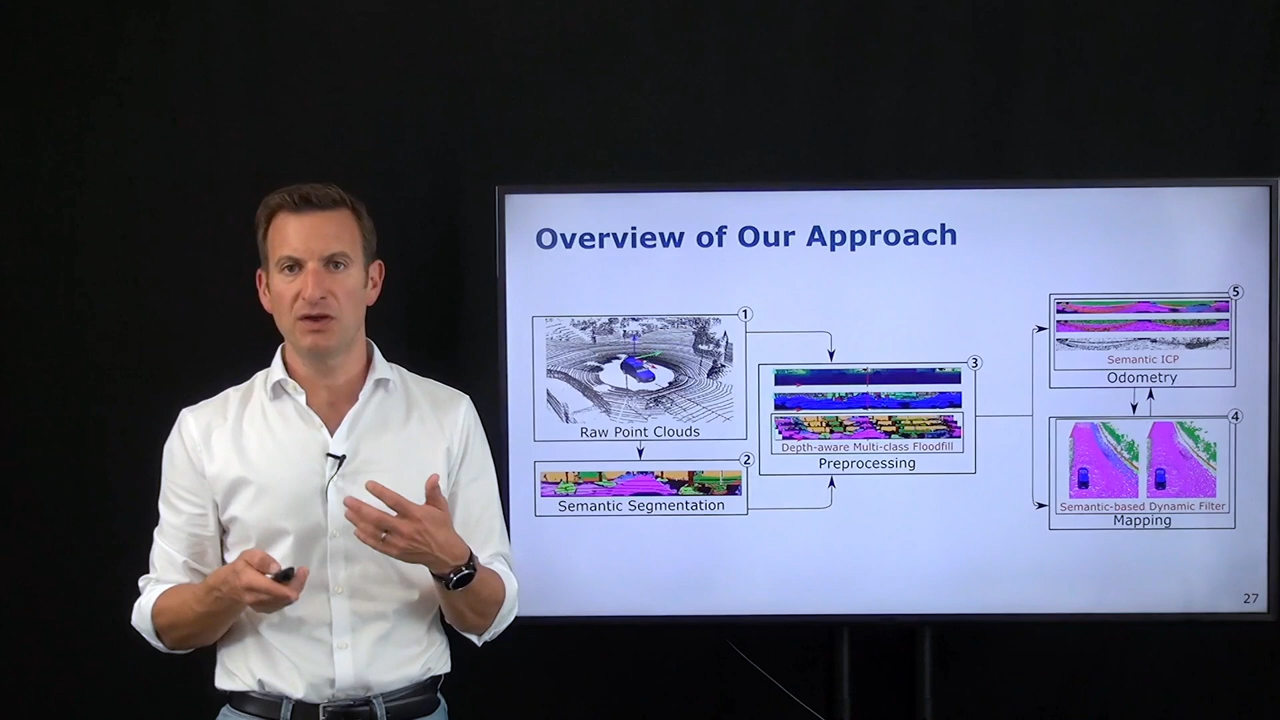 Overview of Our Approach
1
Raw Point Clouds
2
Semantic Segmentation
3
Depth-aware Multi-class Floodfill
Preprocessing
5
Semantic ICP
Odometry
4
Semantic-based Dynamic Filter
Mapping
27